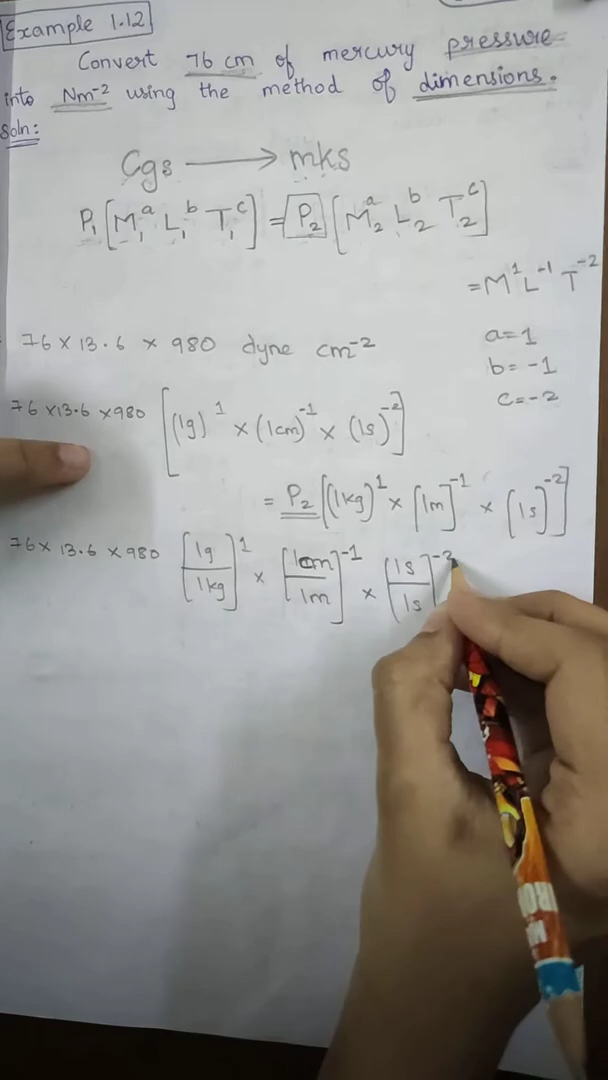 Example 1.12
Convert 76 cm of mercury pressure
into Nm⁻² using the method of dimensions.
Soln:
Cgs ⟶ mks
P₁[M₁ᵃ L₁ᵇ T₁ᶜ] = P₂ [M₂ᵃ L₂ᵇ T₂ᶜ]
= M¹L⁻¹T⁻²
76 × 13.6 × 980 dyne cm⁻²
a=1
b= -1
c= -2
76 ×13.6 ×980 [(1g)¹ × (1cm)⁻¹ × (1s)⁻²]
= P₂[(1kg)¹ × [1m]⁻¹ × [1s]⁻²]
76 × 13.6 × 980 [1g/1kg]¹ × [1cm/1m]⁻¹ × [1s/1s]⁻²